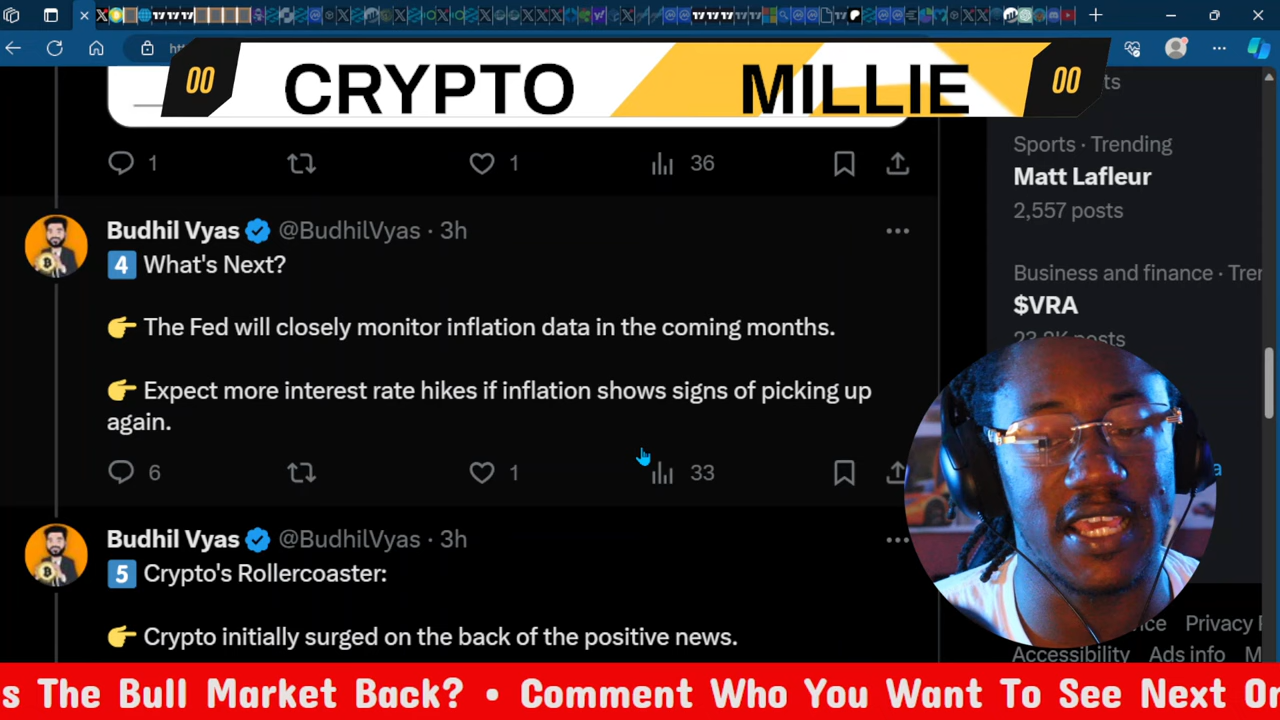 00 CRYPTO MILLIE 00
1 1 36
Budhil Vyas @BudhilVyas · 3h
4 What's Next?
👉 The Fed will closely monitor inflation data in the coming months.
👉 Expect more interest rate hikes if inflation shows signs of picking up
again.
6 1 33
Budhil Vyas @BudhilVyas · 3h
5 Crypto's Rollercoaster:
👉 Crypto initially surged on the back of the positive news.
Sports · Trending
Matt Lafleur
2,557 posts
Business and finance · Tren
$VRA
Privacy
Accessibility Ads info M
s The Bull Market Back? • Comment Who You Want To See Next On